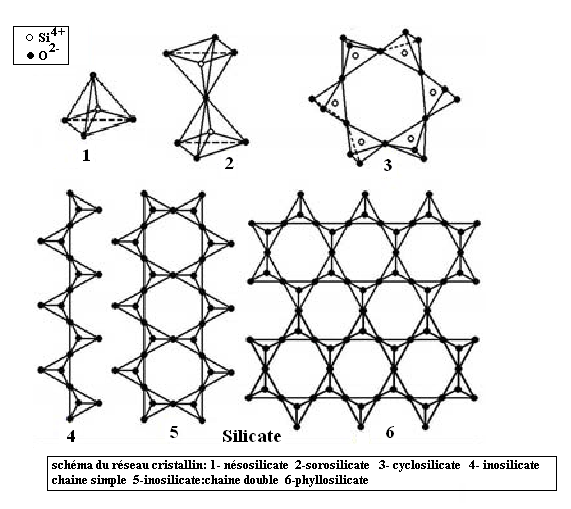 Si4+
O2-
1
2
3
4
5
Silicate
6
schéma du réseau cristallin: 1- nésosilicate 2-sorosilicate 3- cyclosilicate 4- inosilicate
chaine simple 5-inosilicate:chaine double 6-phyllosilicate